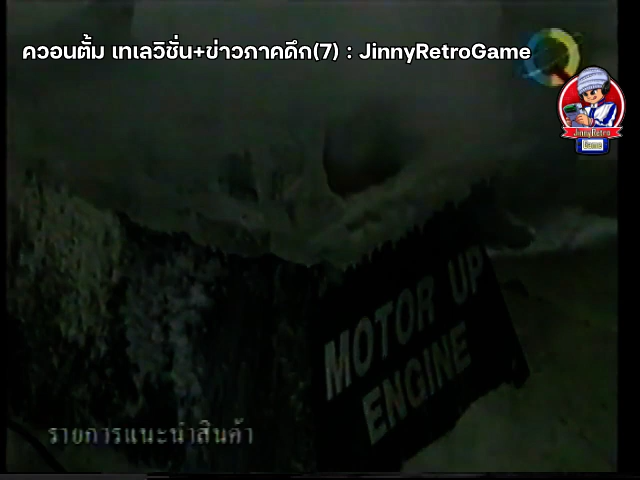 ควอนตั้ม เทเลวิชั่น+ข่าวภาคดึก(7) : JinnyRetroGame
JinnyRetro
Game
MOTOR UP
ENGINE
รายการแนะนำสินค้า